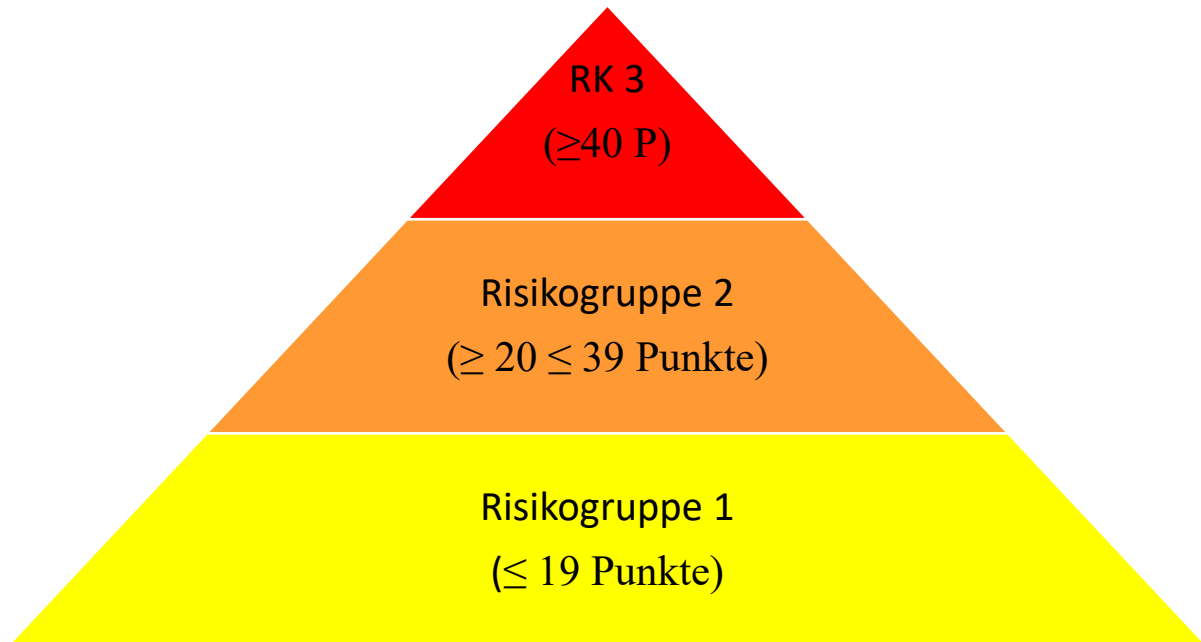 RK 3
(≥40 P)
Risikogruppe 2
(≥ 20 ≤ 39 Punkte)
Risikogruppe 1
(≤ 19 Punkte)